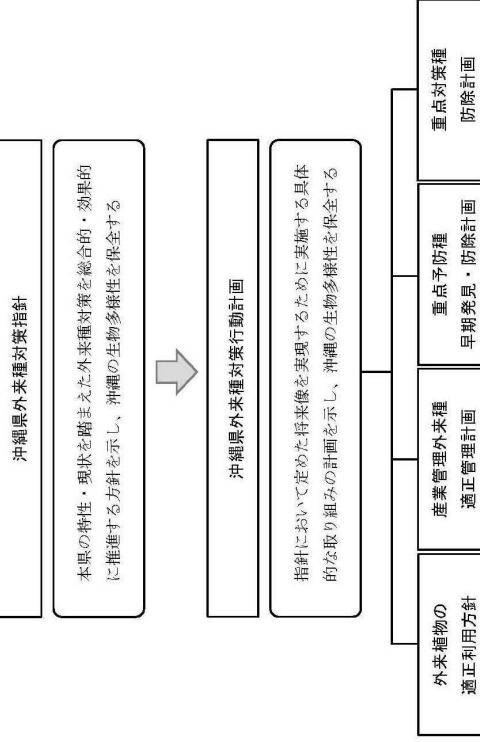 沖縄県外来種対策指針
本県の特性・現状を踏まえた外来種対策を総合的・効果的
に推進する方針を示し、沖縄の生物多様性を保全する
沖縄県外来種対策行動計画
指針において定めた将来像を実現するために実施する具体
的な取り組みの計画を示し、沖縄の生物多様性を保全する
外来植物の
適正利用方針
産業管理外来種
適正管理計画
重点予防種
早期発見・防除計画
重点対策種
防除計画